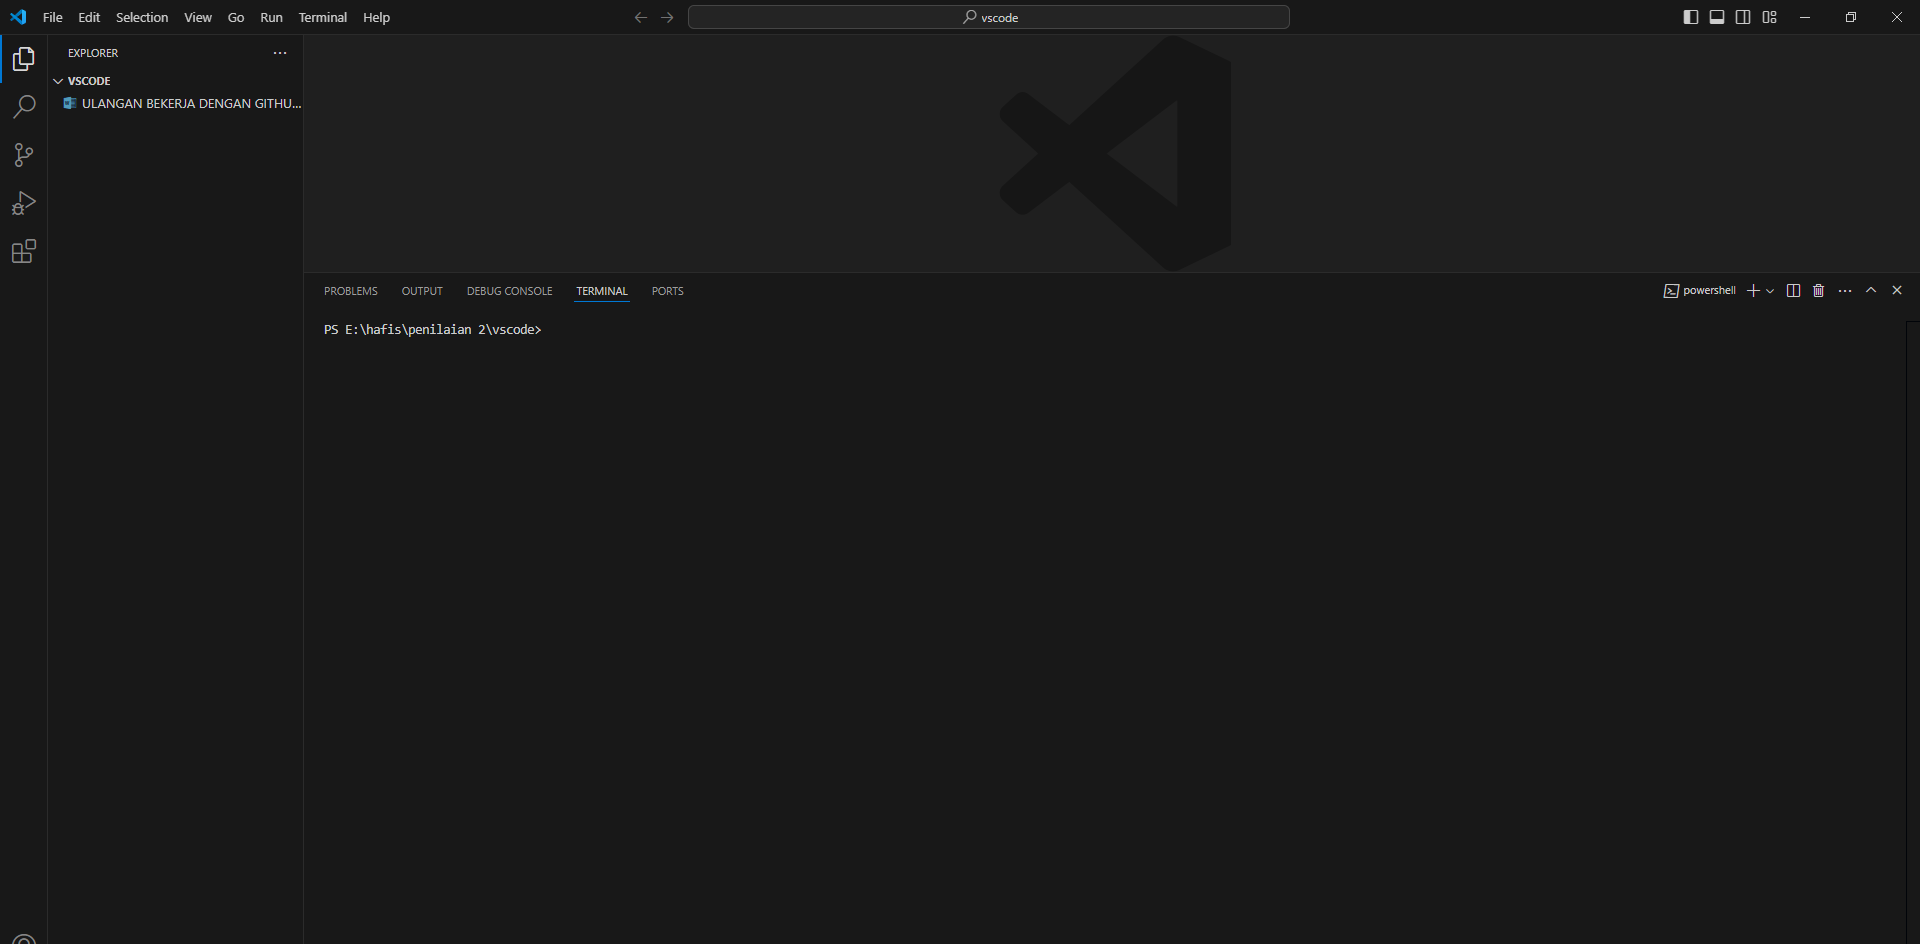 File Edit Selection View Go Run Terminal Help
vscode
EXPLORER
VSCODE
ULANGAN BEKERJA DENGAN GITHU...
PROBLEMS OUTPUT DEBUG CONSOLE TERMINAL PORTS
powershell
PS E:\hafis\penilaian 2\vscode>